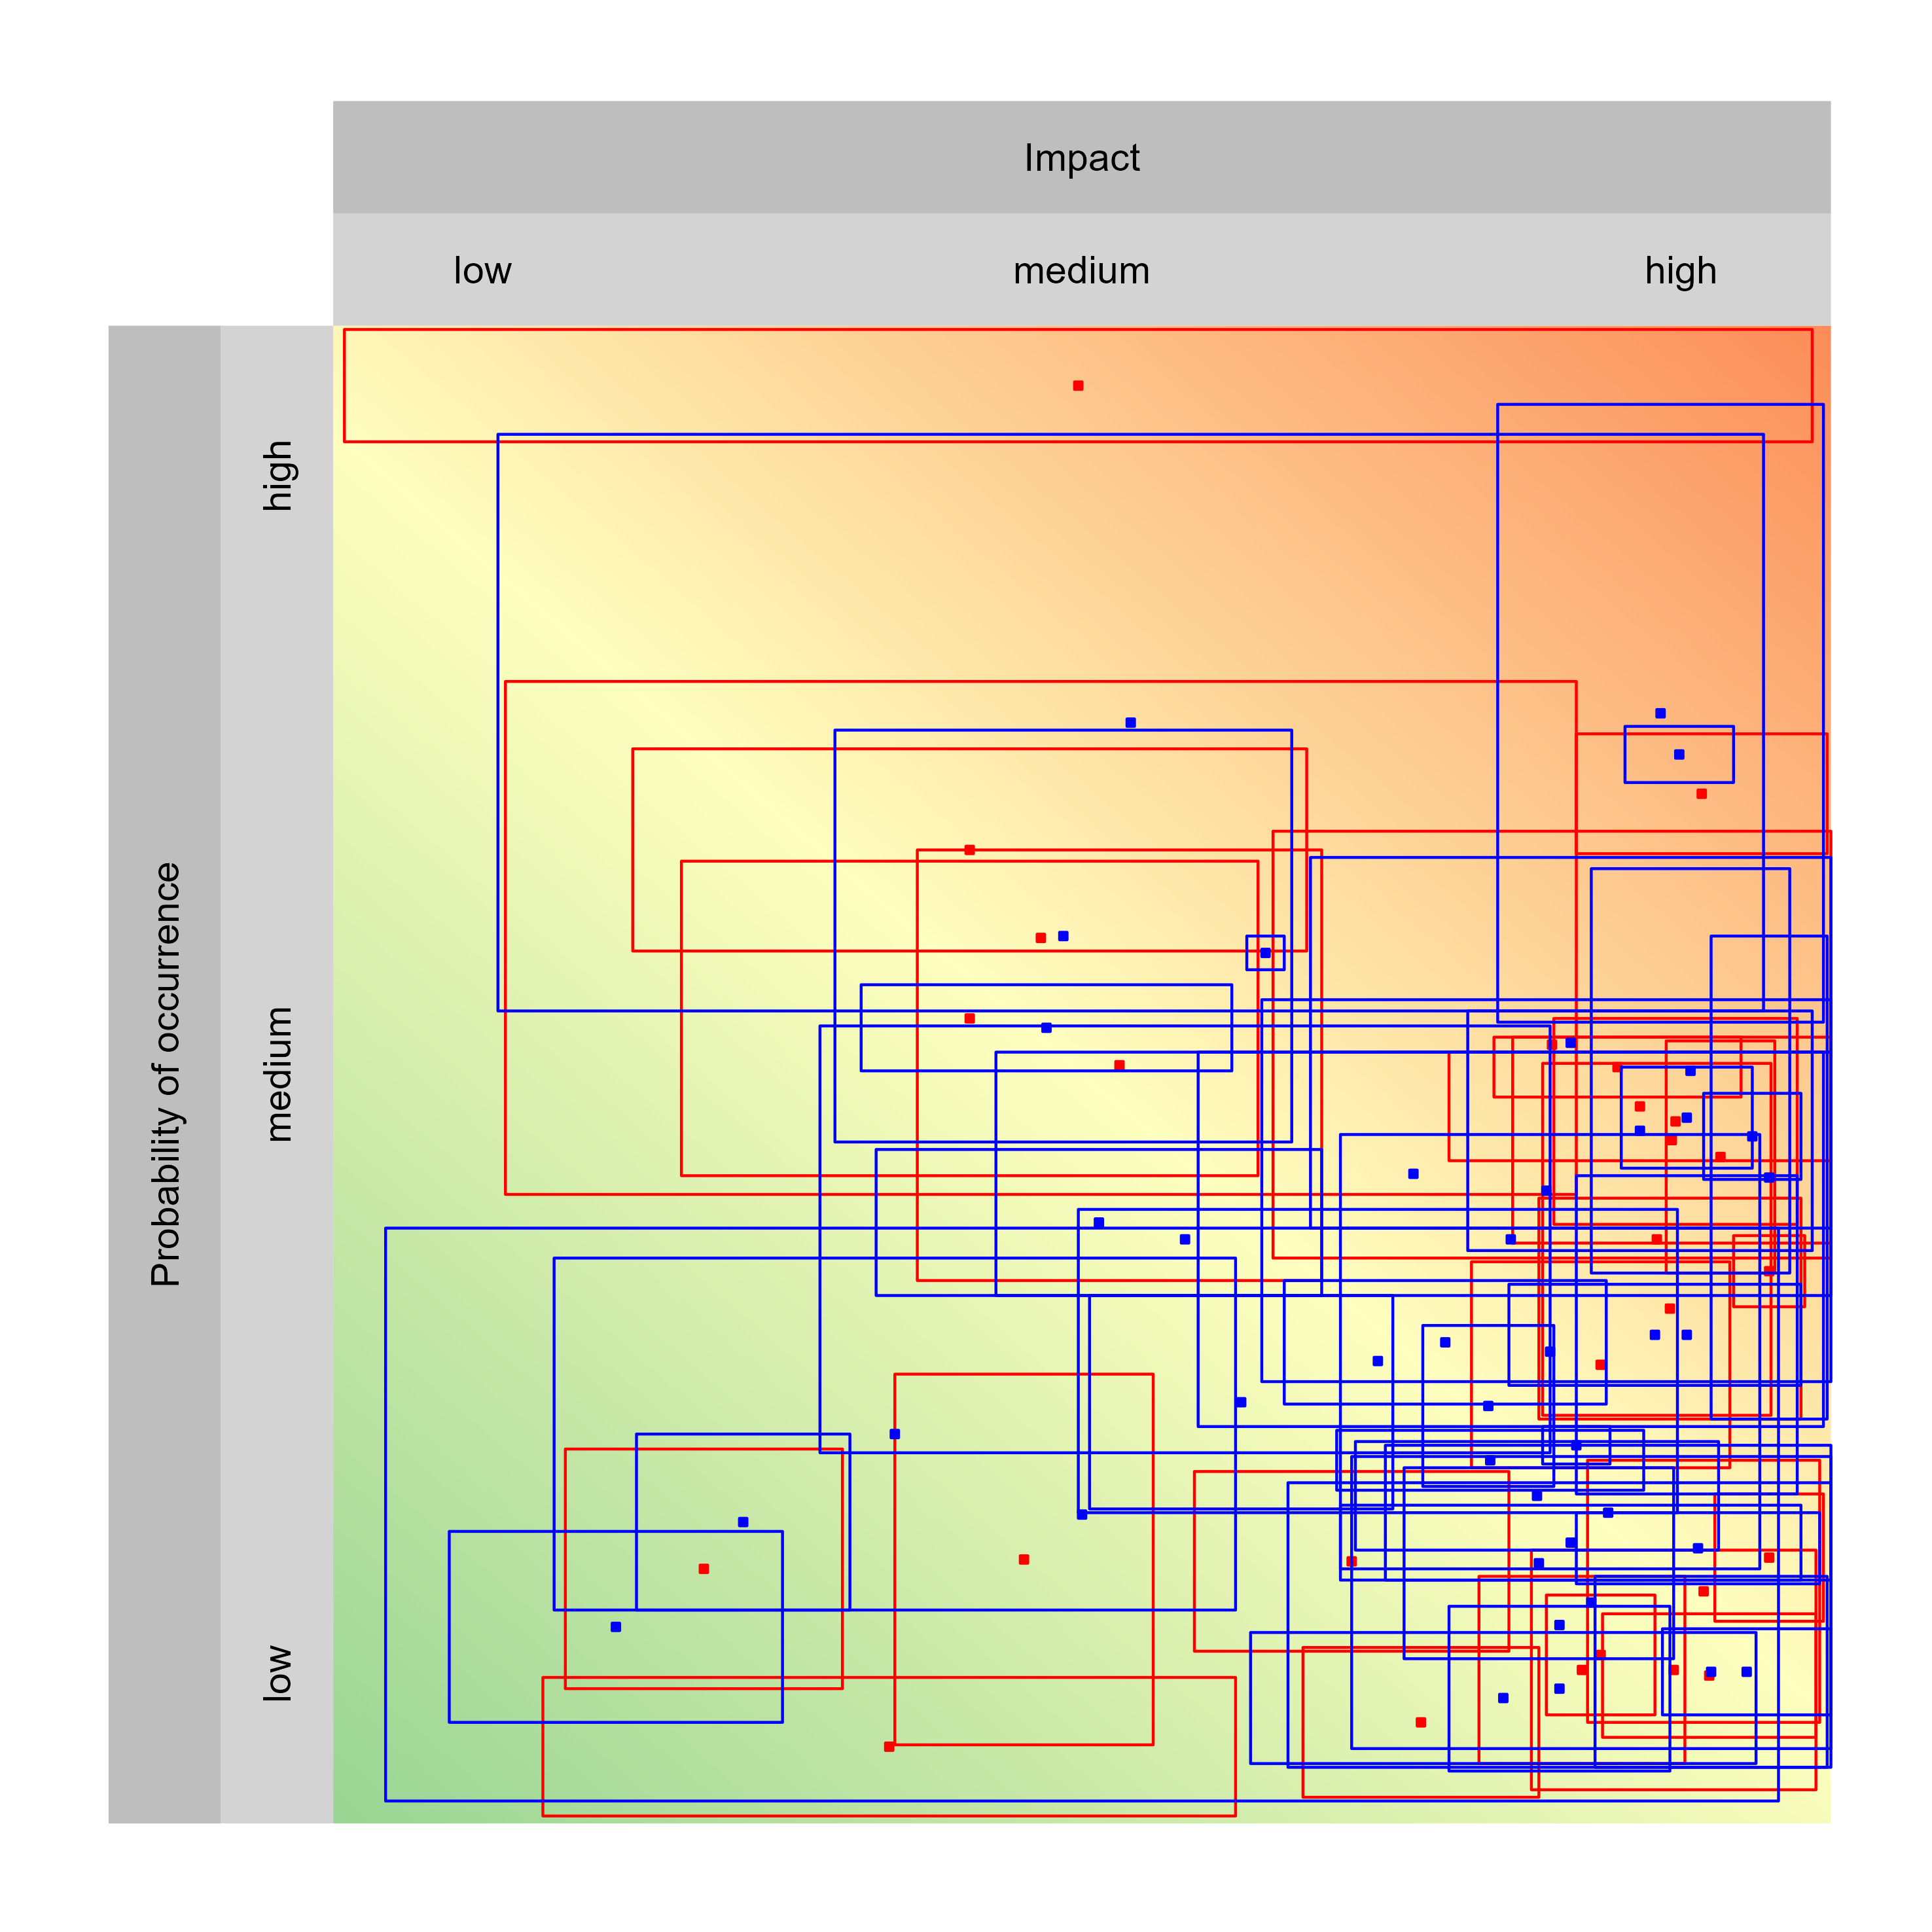 Impact
low medium high
Probability of occurrence
high
medium
low